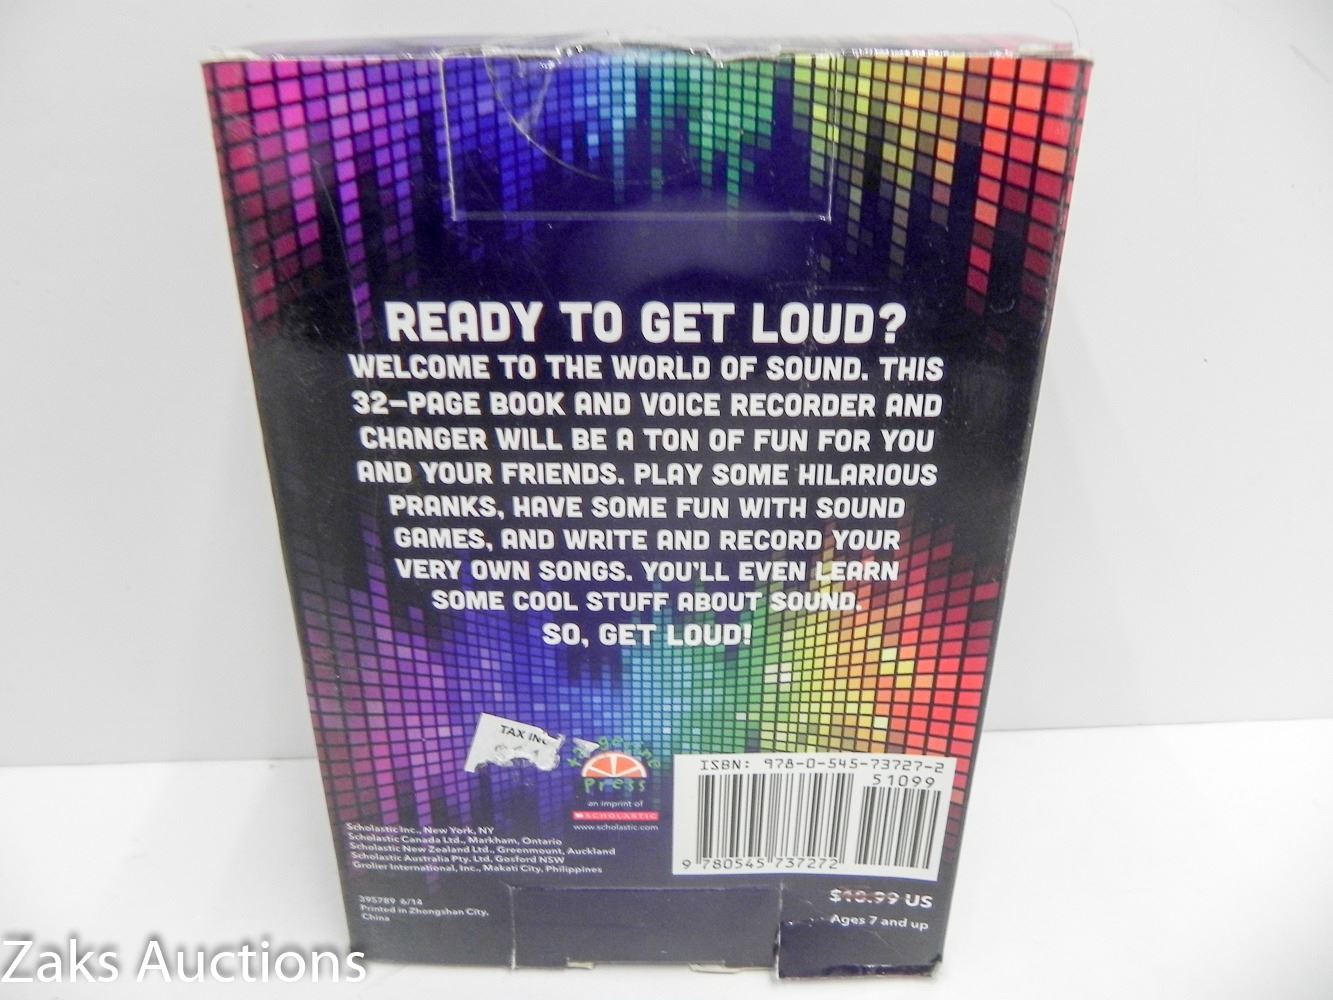 READY TO GET LOUD?
WELCOME TO THE WORLD OF SOUND. THIS
32-PAGE BOOK AND VOICE RECORDER AND
CHANGER WILL BE A TON OF FUN FOR YOU
AND YOUR FRIENDS. PLAY SOME HILARIOUS
PRANKS, HAVE SOME FUN WITH SOUND
GAMES, AND WRITE AND RECORD YOUR
VERY OWN SONGS. YOU'LL EVEN LEARN
SOME COOL STUFF ABOUT SOUND.
SO, GET LOUD!
TAX INC
tangerine
press
an imprint of
SCHOLASTIC
www.scholastic.com
ISBN: 978-0-545-73727-2
51099
9 780545 737272
Scholastic Inc., New York, NY
Scholastic Canada Ltd., Markham, Ontario
Scholastic New Zealand Ltd., Greenmount, Auckland
Scholastic Australia Pty. Ltd, Gosford NSW
Grolier International, Inc., Makati City, Philippines
395789 6/14
Printed in Zhongshan City,
China
$10.99 US
Ages 7 and up
Zaks Auctions